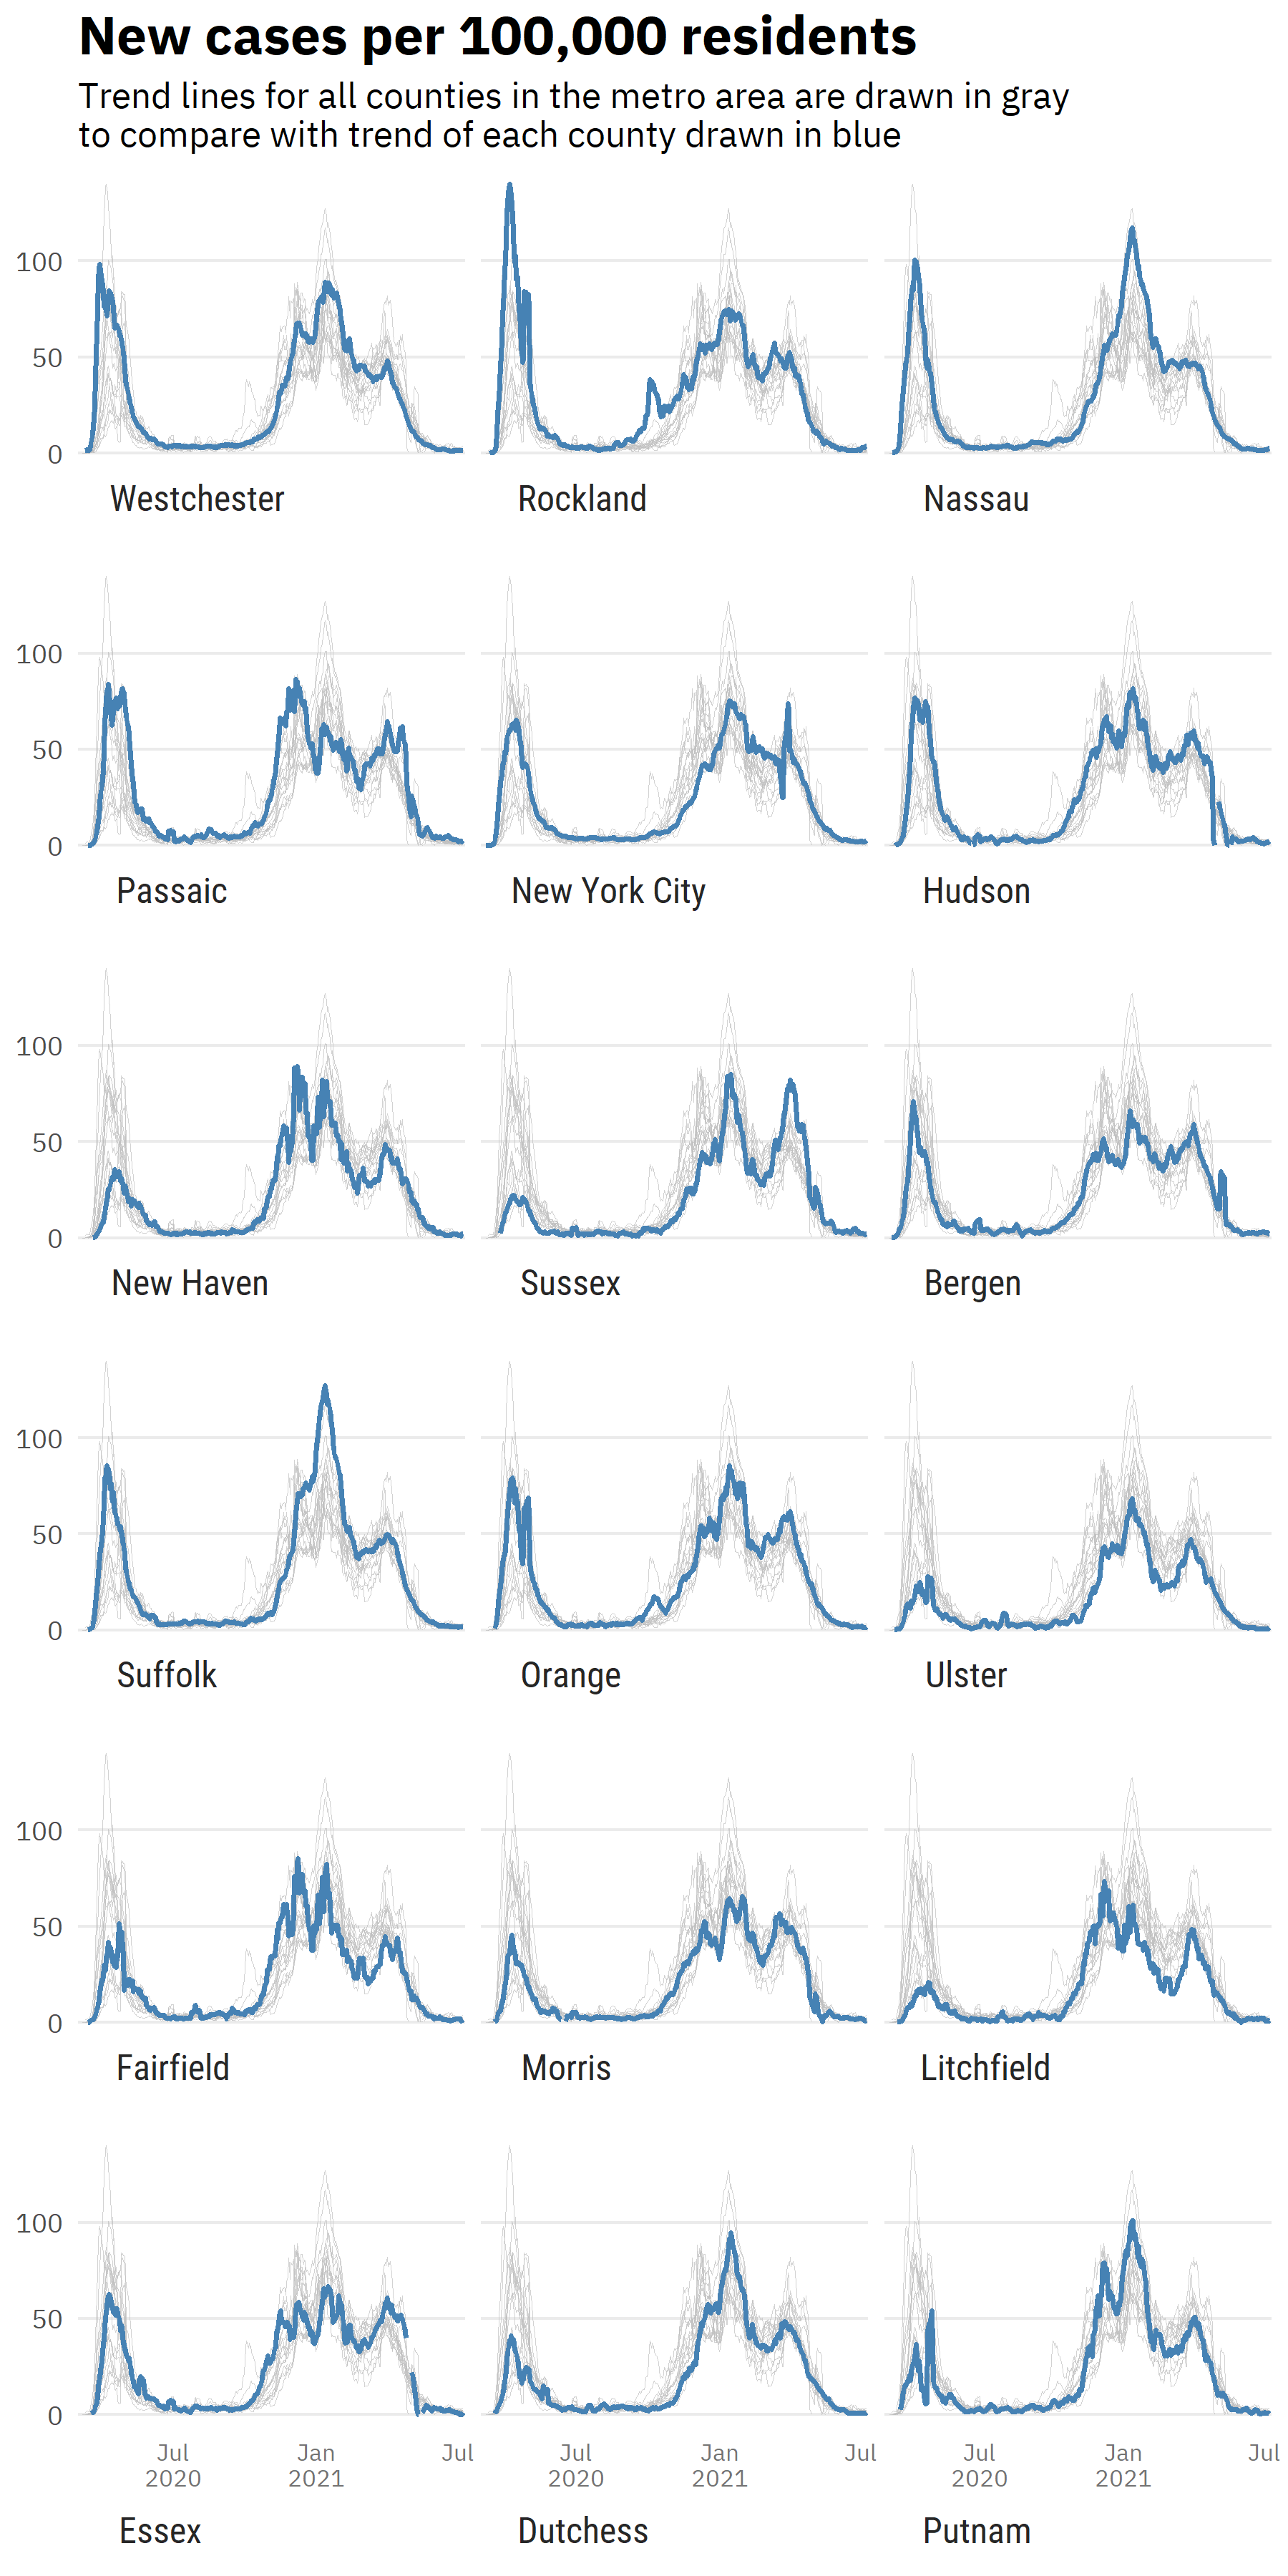 New cases per 100,000 residents
Trend lines for all counties in the metro area are drawn in gray
to compare with trend of each county drawn in blue
100
50
0
Westchester
Rockland
Nassau
100
50
0
Passaic
New York City
Hudson
100
50
0
New Haven
Sussex
Bergen
100
50
0
Suffolk
Orange
Ulster
100
50
0
Fairfield
Morris
Litchfield
100
50
0
Jul
2020
Jan
2021
Jul
Jul
2020
Jan
2021
Jul
Jul
2020
Jan
2021
Jul
Essex
Dutchess
Putnam